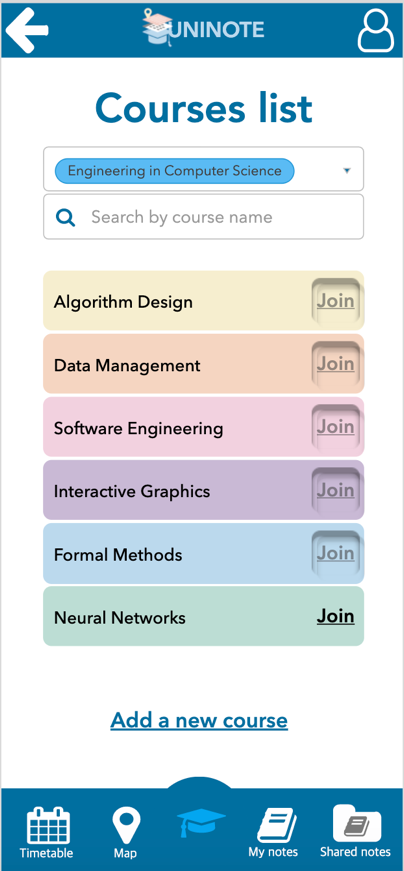 UNINOTE
Courses list
Engineering in Computer Science
Search by course name
Algorithm Design Join
Data Management Join
Software Engineering Join
Interactive Graphics Join
Formal Methods Join
Neural Networks Join
Add a new course
Timetable Map My notes Shared notes